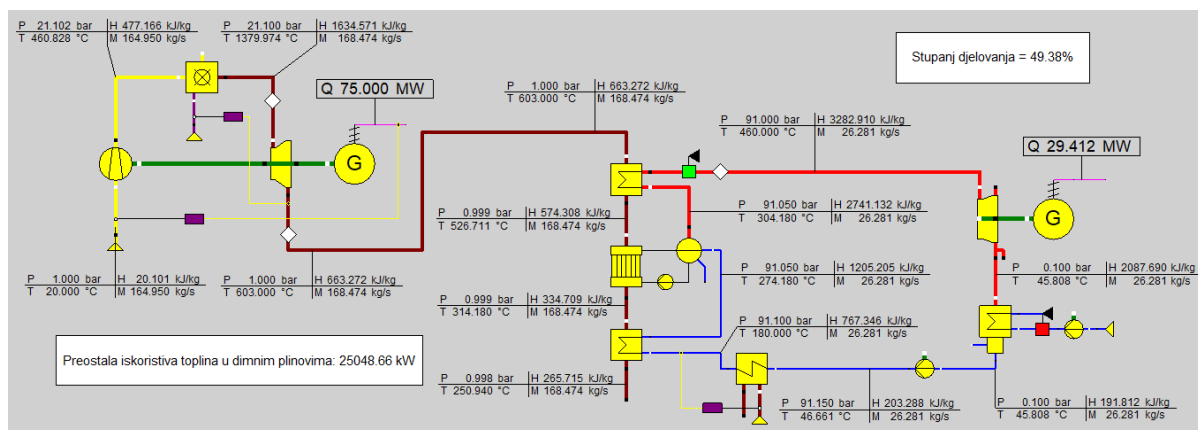 P 21.102 bar H 477.166 kJ/kg
T 460.828 °C M 164.950 kg/s
P 21.100 bar H 1634.571 kJ/kg
T 1379.974 °C M 168.474 kg/s
Q 75.000 MW
G
P 1.000 bar H 20.101 kJ/kg
T 20.000 °C M 164.950 kg/s
P 1.000 bar H 663.272 kJ/kg
T 603.000 °C M 168.474 kg/s
Preostala iskoristiva toplina u dimnim plinovima: 25048.66 kW
P 1.000 bar H 663.272 kJ/kg
T 603.000 °C M 168.474 kg/s
P 0.999 bar H 574.308 kJ/kg
T 526.711 °C M 168.474 kg/s
P 0.999 bar H 334.709 kJ/kg
T 314.180 °C M 168.474 kg/s
P 0.998 bar H 265.715 kJ/kg
T 250.940 °C M 168.474 kg/s
Stupanj djelovanja = 49.38%
P 91.000 bar H 3282.910 kJ/kg
T 460.000 °C M 26.281 kg/s
Q 29.412 MW
G
P 91.050 bar H 2741.132 kJ/kg
T 304.180 °C M 26.281 kg/s
P 91.050 bar H 1205.205 kJ/kg
T 274.180 °C M 26.281 kg/s
P 0.100 bar H 2087.690 kJ/kg
T 45.808 °C M 26.281 kg/s
P 91.100 bar H 767.346 kJ/kg
T 180.000 °C M 26.281 kg/s
P 91.150 bar H 203.288 kJ/kg
T 46.661 °C M 26.281 kg/s
P 0.100 bar H 191.812 kJ/kg
T 45.808 °C M 26.281 kg/s